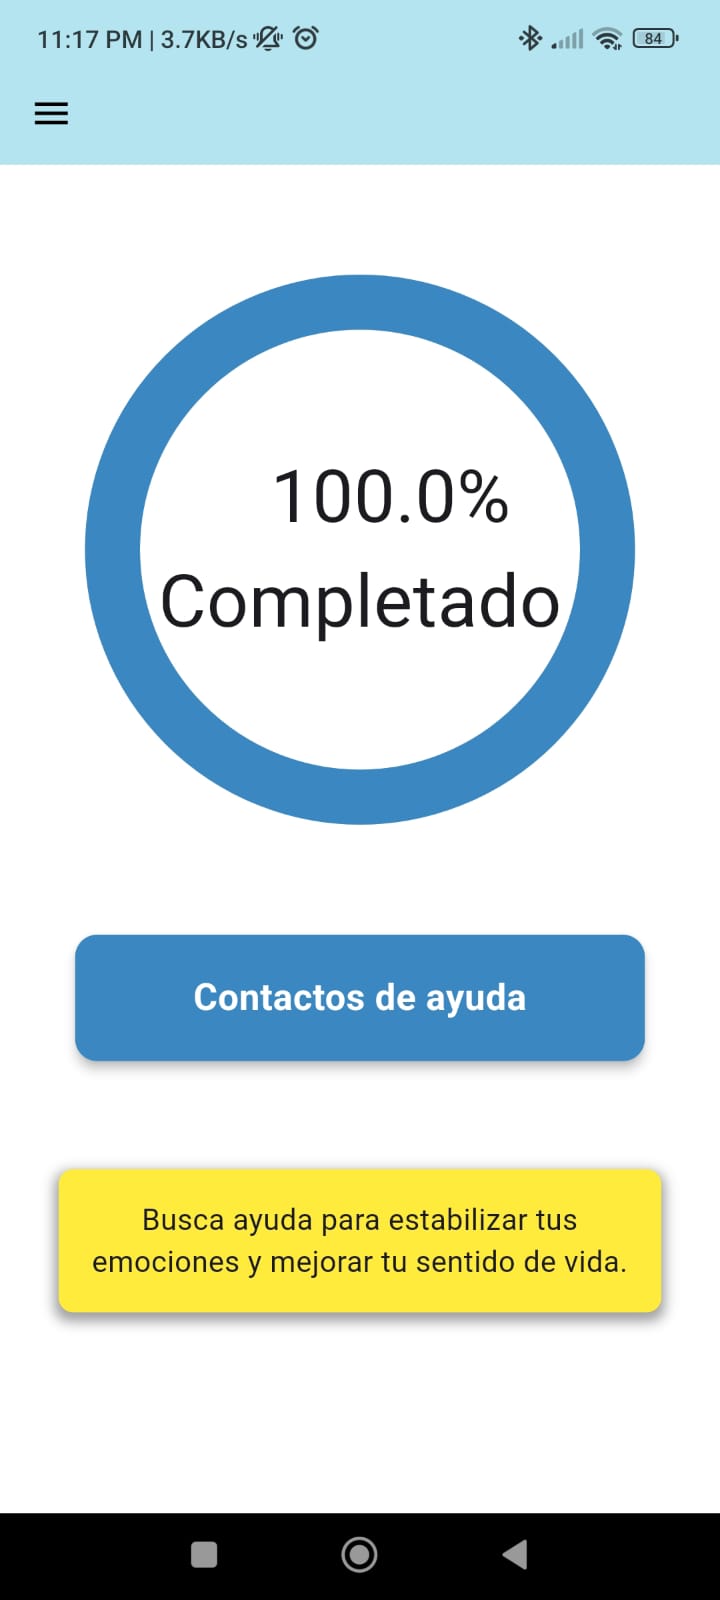 11:17 PM | 3.7KB/s 84
100.0%
Completado
Contactos de ayuda
Busca ayuda para estabilizar tus
emociones y mejorar tu sentido de vida.